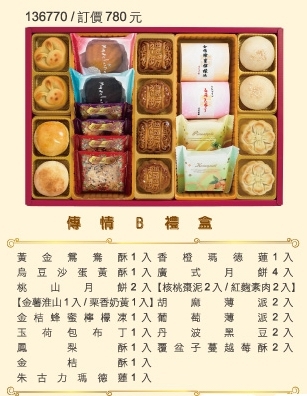 136770 / 訂價 780 元
傳情B禮盒
黃金鴛鴦酥1入 香橙瑪德蓮1入
烏豆沙蛋黃酥1入 廣式月餅4入
桃山月餅2入【核桃棗泥2入/紅麴素肉2入】
【金薯淮山1入/栗香奶黃1入】胡麻薄派2入
金桔蜂蜜檸檬凍1入 葡萄薄派2入
玉荷包布丁1入 丹波黑豆2入
鳳梨酥1入 覆盆子蔓越莓酥2入
金桔酥1入
朱古力瑪德蓮1入